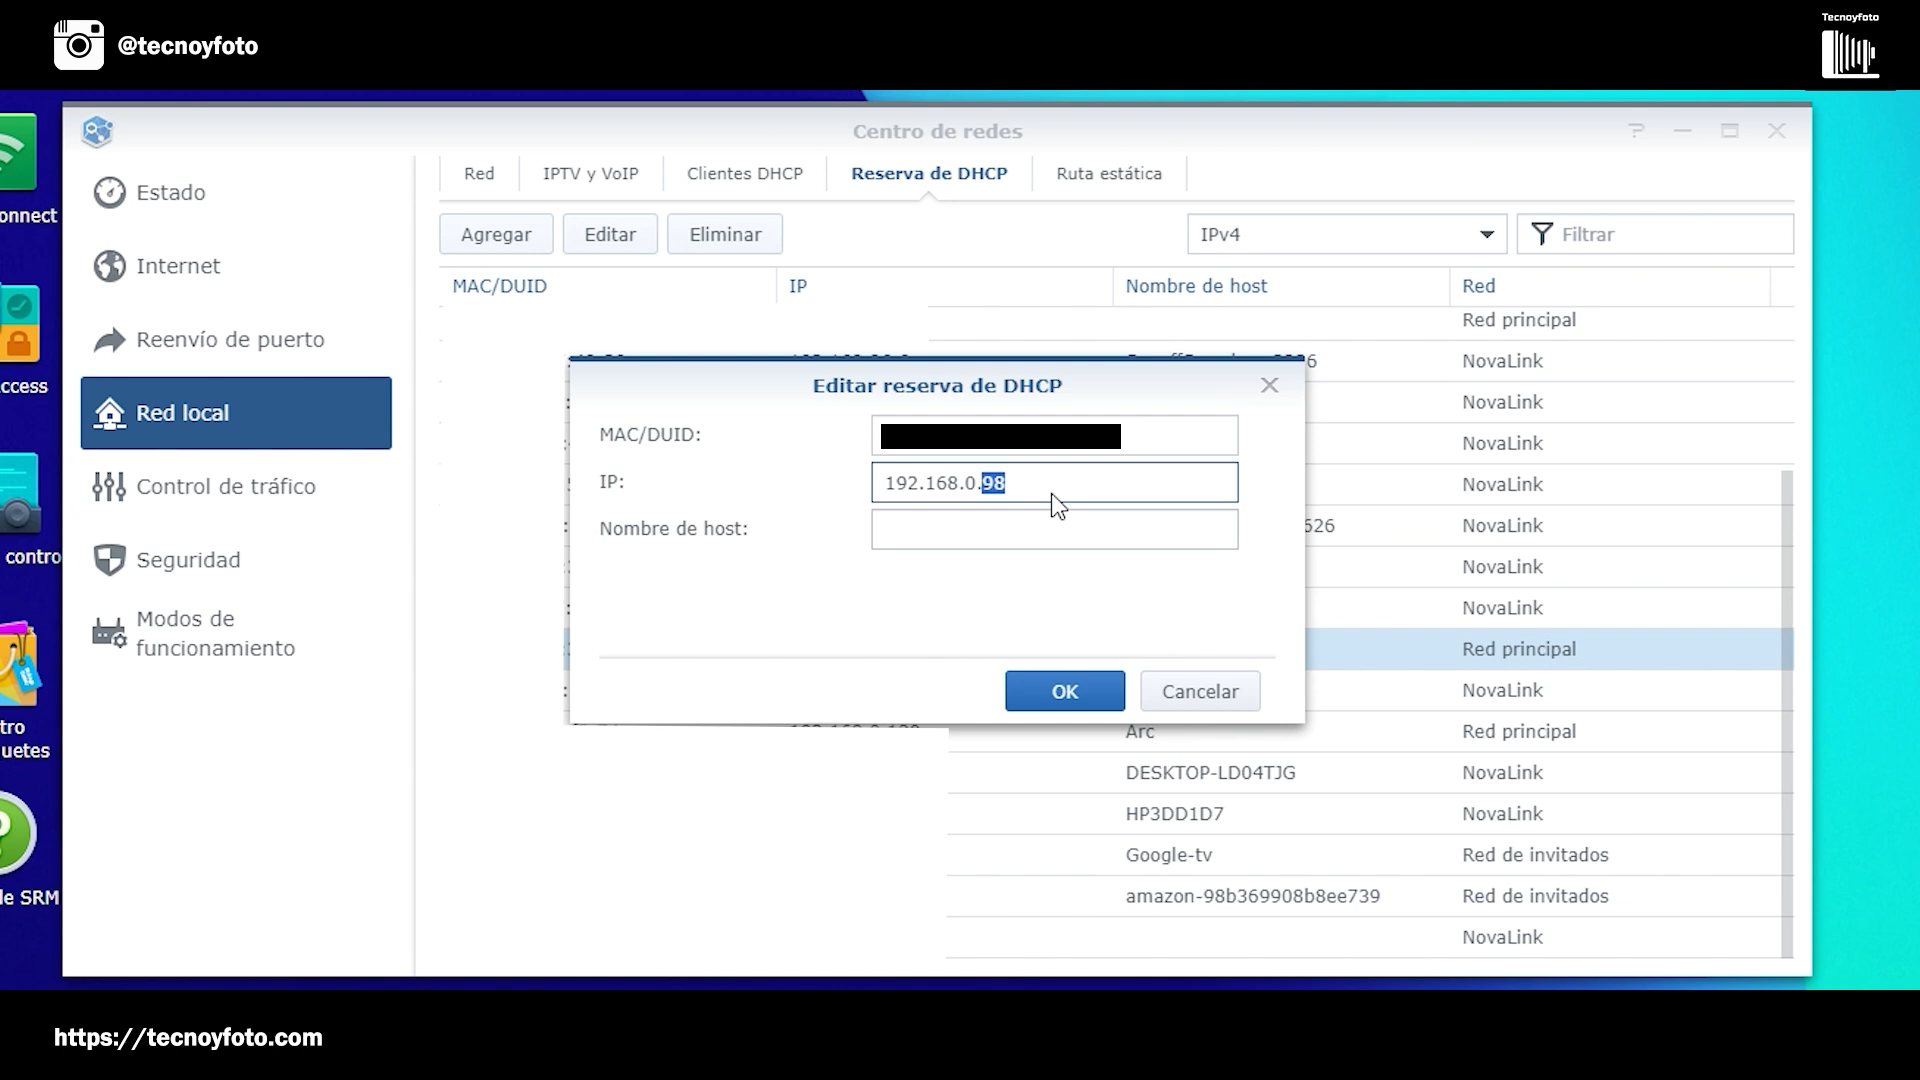 @tecnoyfoto
Tecnoyfoto
Centro de redes
onnect
ccess
contro
tro
uetes
le SRM
Estado
Internet
Reenvío de puerto
Red local
Control de tráfico
Seguridad
Modos de
funcionamiento
Red
IPTV y VoIP
Clientes DHCP
Reserva de DHCP
Ruta estática
Agregar
Editar
Eliminar
IPv4
Filtrar
MAC/DUID
IP
Nombre de host
Red
Red principal
NovaLink
NovaLink
NovaLink
NovaLink
626
NovaLink
NovaLink
NovaLink
Red principal
NovaLink
Editar reserva de DHCP
MAC/DUID:
IP:
192.168.0.98
Nombre de host:
OK
Cancelar
Arc
Red principal
DESKTOP-LD04TJG
NovaLink
HP3DD1D7
NovaLink
Google-tv
Red de invitados
amazon-98b369908b8ee739
Red de invitados
NovaLink
https://tecnoyfoto.com